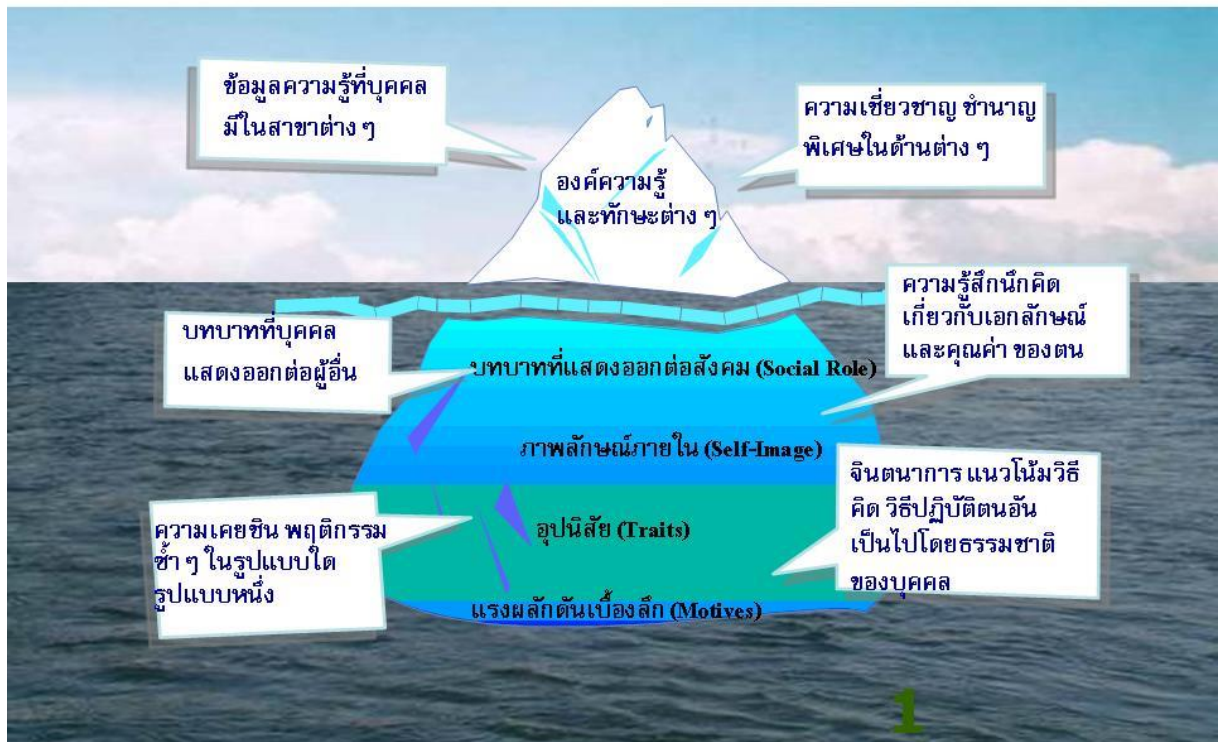 ข้อมูลความรู้ที่บุคคล
มีในสาขาต่าง ๆ
ความเชี่ยวชาญ ชำนาญ
พิเศษในด้านต่าง ๆ
องค์ความรู้
และทักษะต่าง ๆ
ความรู้สึกนึกคิด
เกี่ยวกับเอกลักษณ์
และคุณค่า ของตน
บทบาทที่บุคคล
แสดงออกต่อผู้อื่น
บทบาทที่แสดงออกต่อสังคม (Social Role)
ภาพลักษณ์ภายใน (Self-Image)
จินตนาการ แนวโน้มวิธี
คิด วิธีปฏิบัติตนอัน
เป็นไปโดยธรรมชาติ
ของบุคคล
ความเคยชิน พฤติกรรม
ซ้ำ ๆ ในรูปแบบใด
รูปแบบหนึ่ง
อุปนิสัย (Traits)
แรงผลักดันเบื้องลึก (Motives)
1